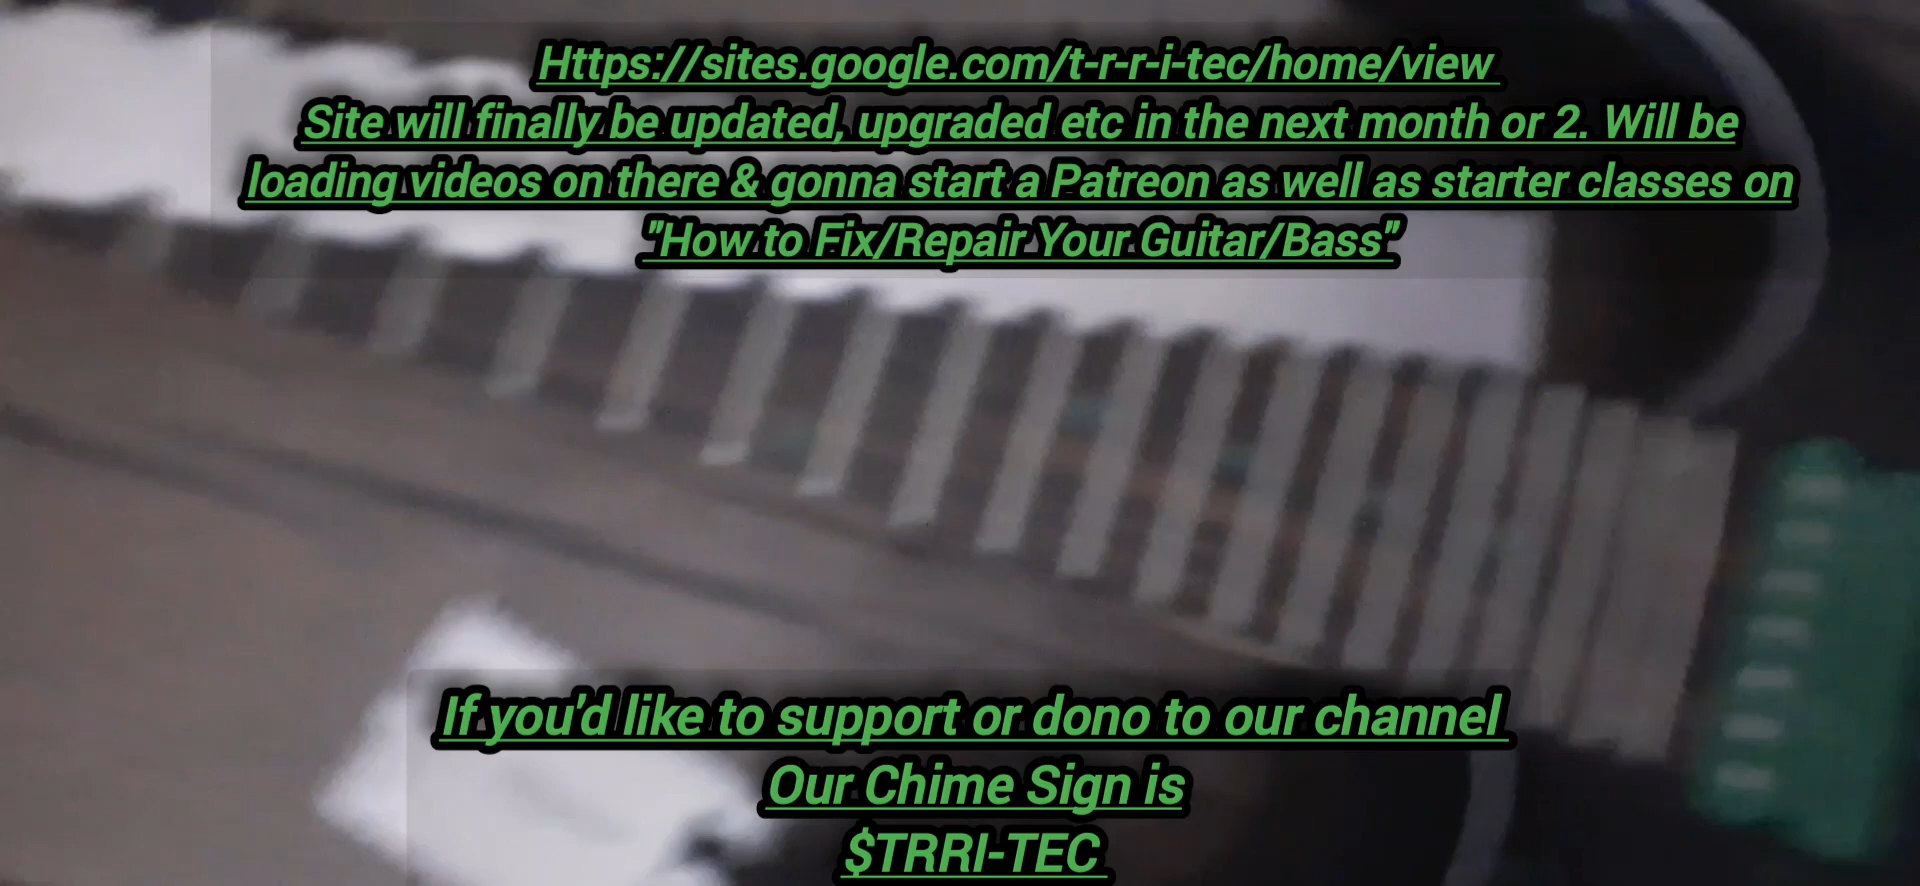 Https://sites.google.com/t-r-r-i-tec/home/view
Site will finally be updated, upgraded etc in the next month or 2. Will be
loading videos on there & gonna start a Patreon as well as starter classes on
"How to Fix/Repair Your Guitar/Bass"
If you'd like to support or dono to our channel
Our Chime Sign is
$TRRI-TEC